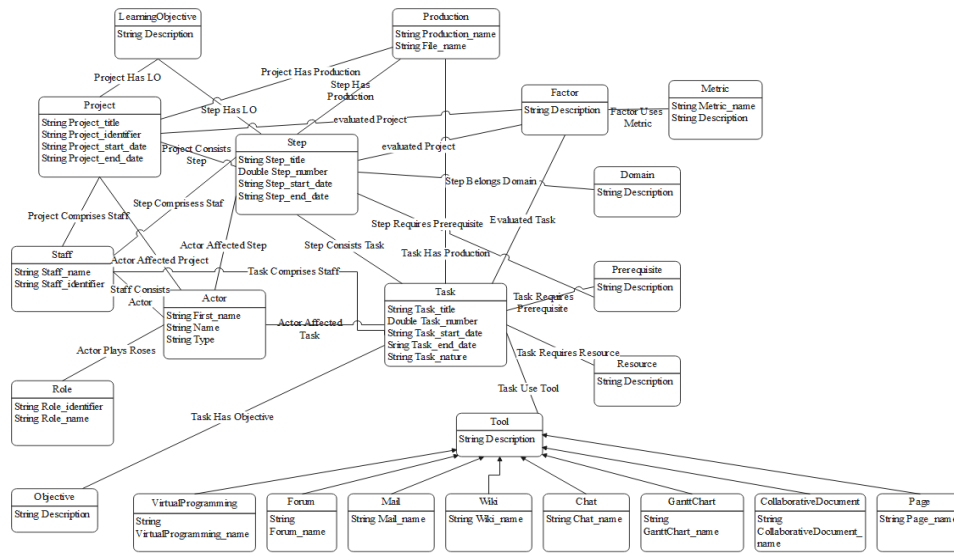 LearningObjective
String Description
Production
String Production_name
String File_name
Project Has LO
Project Has Production
Step Has
Production
Step Has LO
Project
String Project_title
String Project_identifier
String Project_start_date
String Project_end_date
evaluated Project
Factor
String Description
Factor Uses
Metric
Metric
String Metric_name
String Description
Project Consists
Step
Step
String Step_title
Double Step_number
String Step_start_date
String Step_end_date
evaluated Project
Step Belongs Domain
Domain
String Description
Step Comprises Staf
Project Comprises Staff
Evaluated Task
Step Requires Prerequisite
Actor Affected Step
Step Consists Task
Task Has Production
Staff
String Staff_name
String Staff_identifier
Actor Affected Project
Task Comprises Staff
Staff Consists
Actor
Prerequisite
String Description
Actor
String First_name
String Name
String Type
Task
String Task_title
Double Task_number
String Task_start_date
Sring Task_end_date
String Task_nature
Task Requires
Prerequisite
Actor Affected
Task
Actor Plays Roses
Task Requires Resource
Resource
String Description
Role
String Role_identifier
String Role_name
Task Use Tool
Task Has Objective
Tool
String Description
Objective
String Description
VirtualProgramming
String
VirtualProgramming_name
Forum
String
Forum_name
Mail
String Mail_name
Wiki
String Wiki_name
Chat
String Chat_name
GanttChart
String
GanttChart_name
CollaborativeDocument
String
CollaborativeDocument_
name
Page
String Page_name